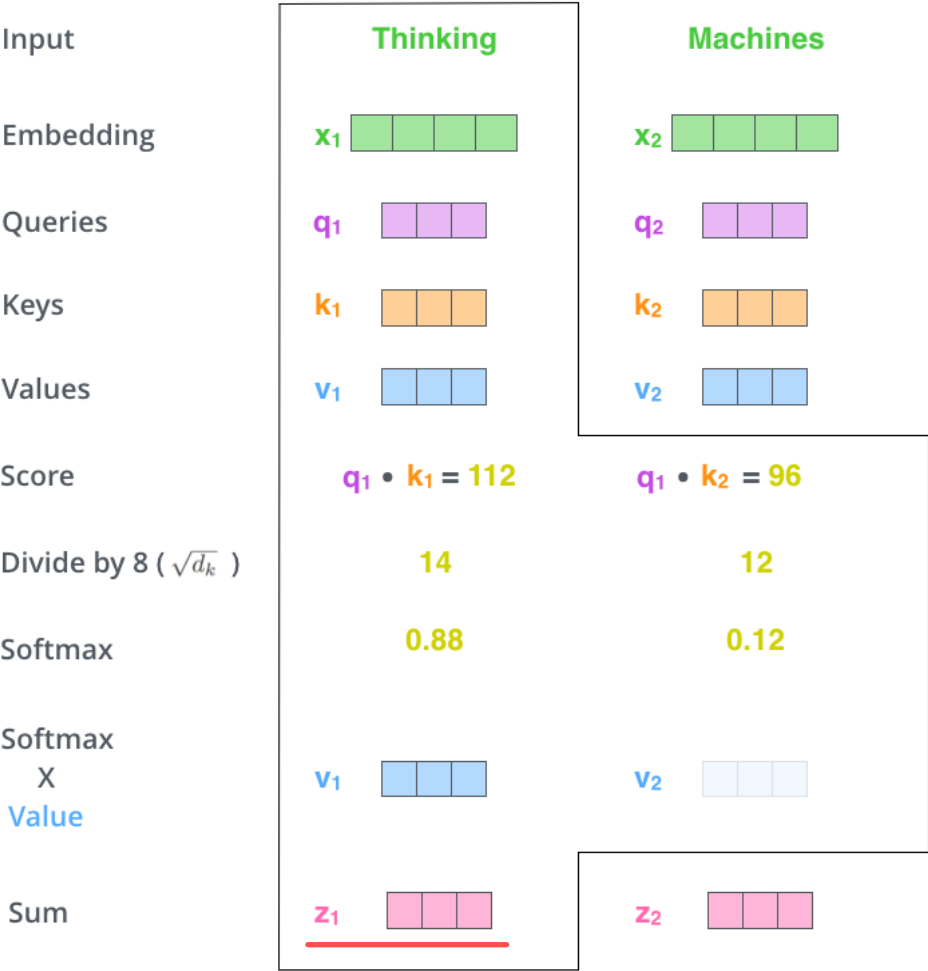 Input Thinking Machines
Embedding x₁ x₂
Queries q₁ q₂
Keys k₁ k₂
Values v₁ v₂
Score q₁ • k₁ = 112 q₁ • k₂ = 96
Divide by 8 ( √dₖ ) 14 12
Softmax 0.88 0.12
Softmax
X
Value
v₁ v₂
Sum z₁ z₂